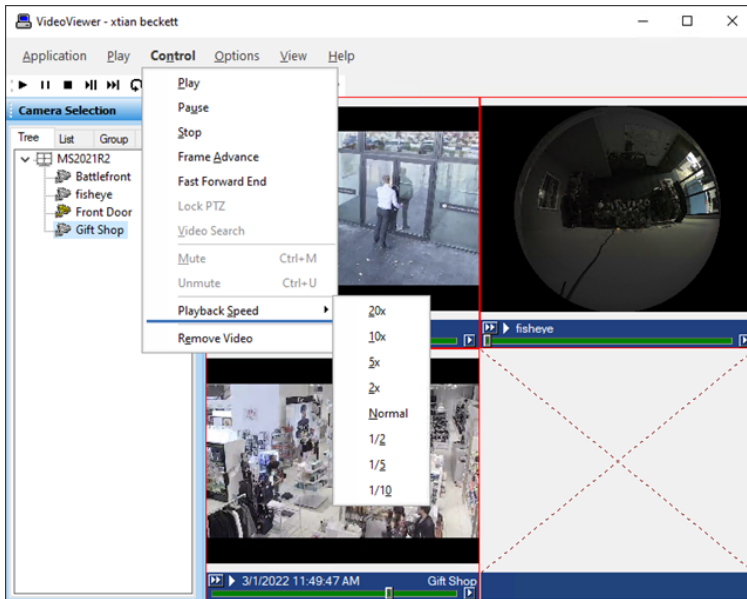 VideoViewer - xtian beckett
Application Play Control Options View Help
Camera Selection
Tree List Group
MS2021R2
Battlefront
fisheye
Front Door
Gift Shop
Play
Pause
Stop
Frame Advance
Fast Forward End
Lock PTZ
Video Search
Mute Ctrl+M
Unmute Ctrl+U
Playback Speed
Remove Video
20x
10x
5x
2x
Normal
1/2
1/5
1/10
fisheye
3/1/2022 11:49:47 AM Gift Shop